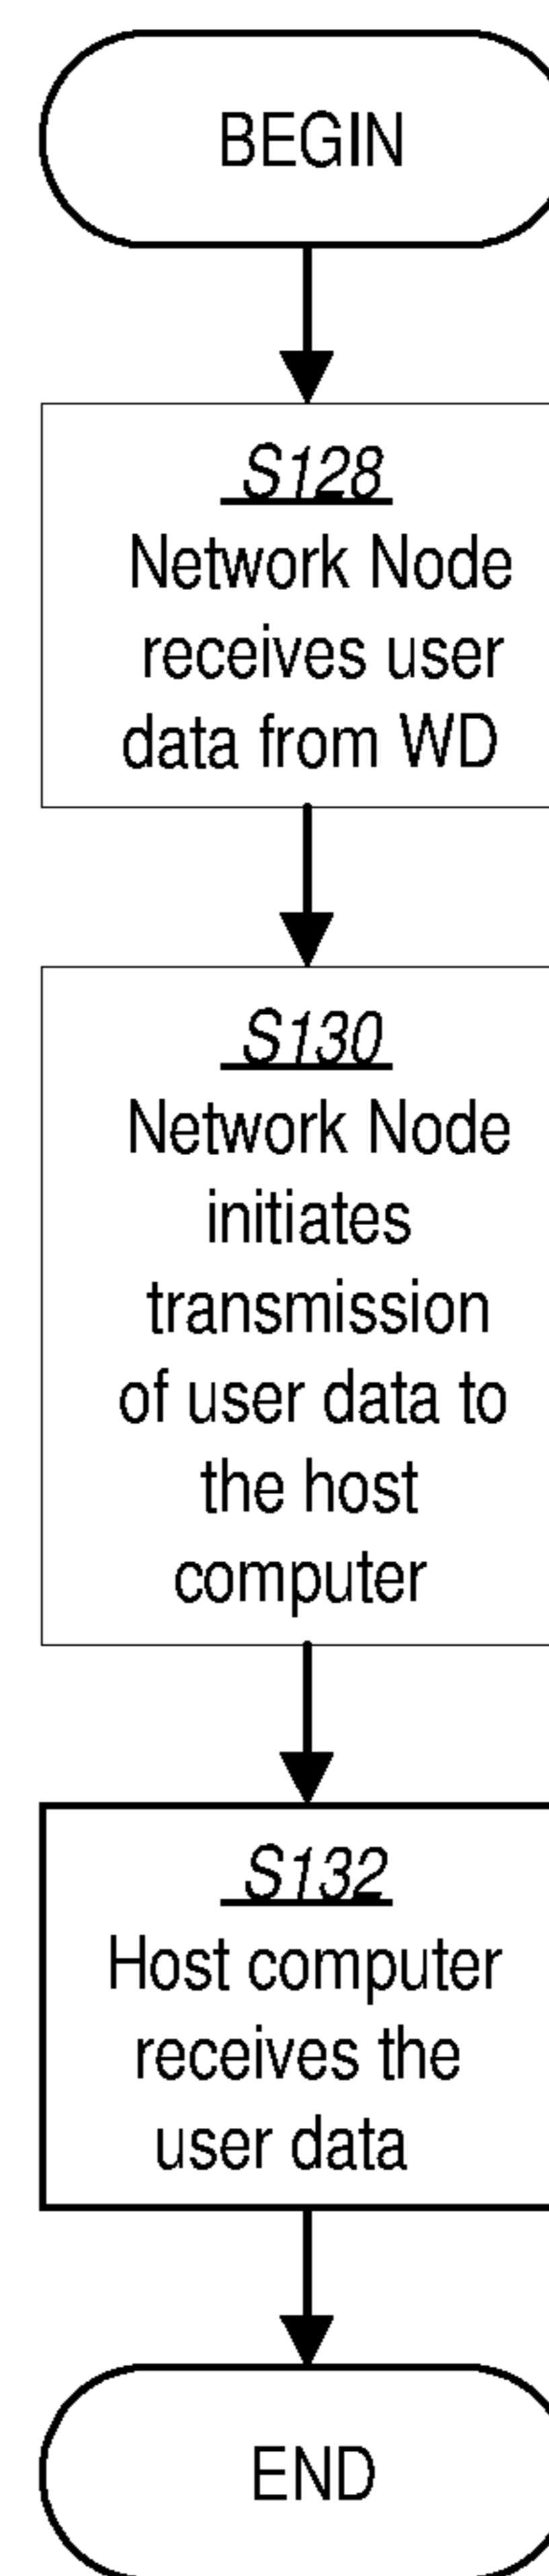 BEGIN
S128
Network Node
receives user
data from WD
S130
Network Node
initiates
transmission
of user data to
the host
computer
S132
Host computer
receives the
user data
END